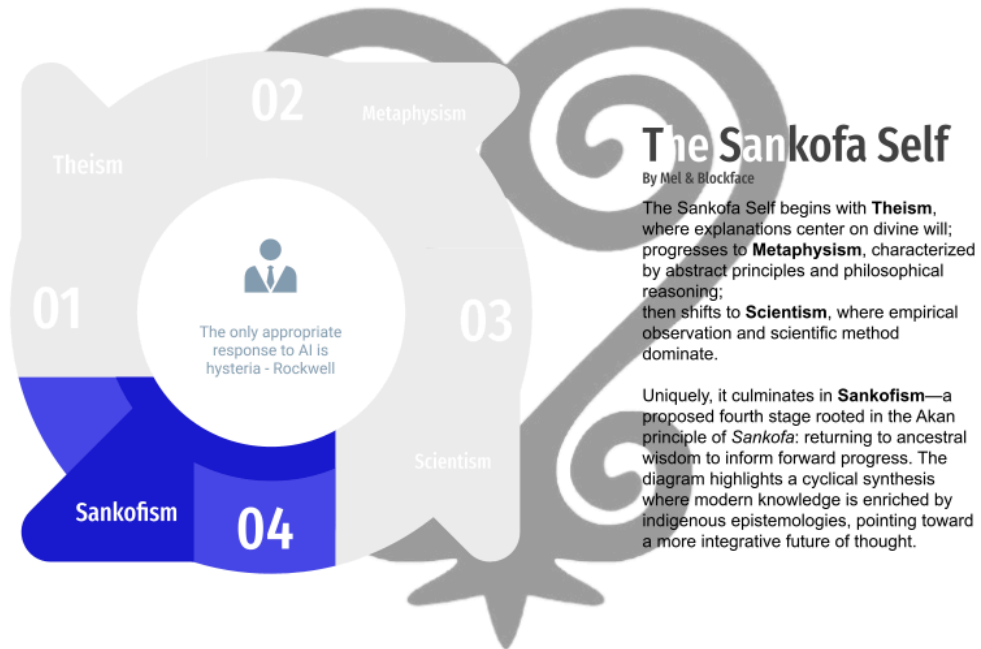 02
Metaphysism
Theism
01
03
The only appropriate
response to AI is
hysteria - Rockwell
Scientism
Sankofism
04
The Sankofa Self
By Mel & Blockface
The Sankofa Self begins with Theism,
where explanations center on divine will;
progresses to Metaphysism, characterized
by abstract principles and philosophical
reasoning;
then shifts to Scientism, where empirical
observation and scientific method
dominate.
Uniquely, it culminates in Sankofism—a
proposed fourth stage rooted in the Akan
principle of Sankofa: returning to ancestral
wisdom to inform forward progress. The
diagram highlights a cyclical synthesis
where modern knowledge is enriched by
indigenous epistemologies, pointing toward
a more integrative future of thought.